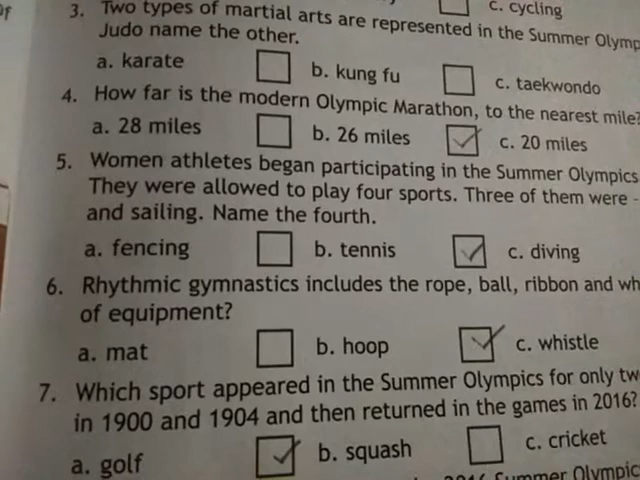 c. cycling
3. Two types of martial arts are represented in the Summer Olymp
Judo name the other.
a. karate b. kung fu c. taekwondo
4. How far is the modern Olympic Marathon, to the nearest mile?
a. 28 miles b. 26 miles c. 20 miles
5. Women athletes began participating in the Summer Olympics
They were allowed to play four sports. Three of them were -
and sailing. Name the fourth.
a. fencing b. tennis c. diving
6. Rhythmic gymnastics includes the rope, ball, ribbon and wh
of equipment?
a. mat b. hoop c. whistle
7. Which sport appeared in the Summer Olympics for only tw
in 1900 and 1904 and then returned in the games in 2016?
a. golf b. squash c. cricket
2016 Summer Olympic